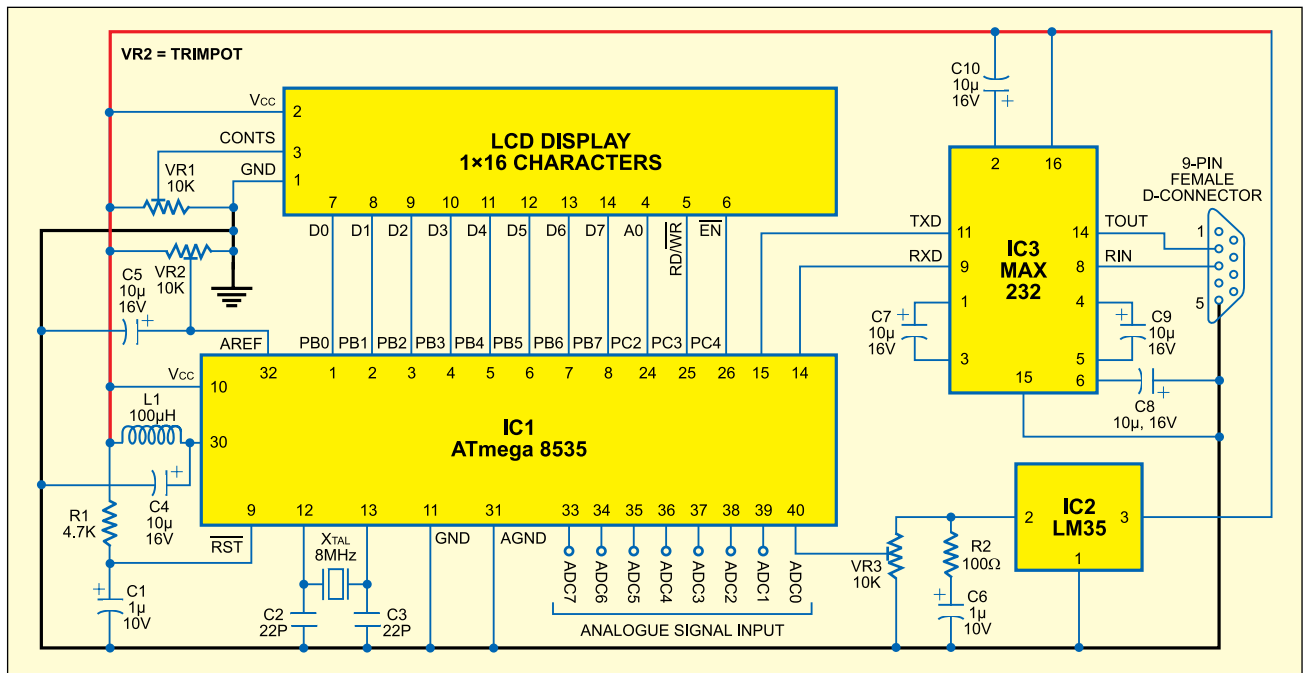 VR2 = TRIMPOT
VCC
CONTS
GND
2
3
1
LCD DISPLAY
1×16 CHARACTERS
7 8 9 10 11 12 13 14 4 5 6
D0 D1 D2 D3 D4 D5 D6 D7 A0 RD/WR EN
VR1
10K
VR2
10K
C5
10µ
16V
AREF
PB0 PB1 PB2 PB3 PB4 PB5 PB6 PB7 PC2 PC3 PC4
32 1 2 3 4 5 6 7 8 24 25 26 15 14
VCC
10
L1
100µH
30
IC1
ATmega 8535
C4
10µ
16V
R1
4.7K
9 12 13 11 31 33 34 35 36 37 38 39 40
RST
XTAL
8MHz
GND
AGND
C1
1µ
10V
C2
22P
C3
22P
ADC7 ADC6 ADC5 ADC4 ADC3 ADC2 ADC1 ADC0
ANALOGUE SIGNAL INPUT
C10
10µ
16V
2 16
TXD
11
RXD
9
IC3
MAX
232
14
TOUT
8
RIN
9-PIN
FEMALE
D-CONNECTOR
1
5
1
3
C7
10µ
16V
4
5
C9
10µ
16V
15
6
C8
10µ, 16V
VR3
10K
R2
100Ω
C6
1µ
10V
2
IC2
LM35
3
1